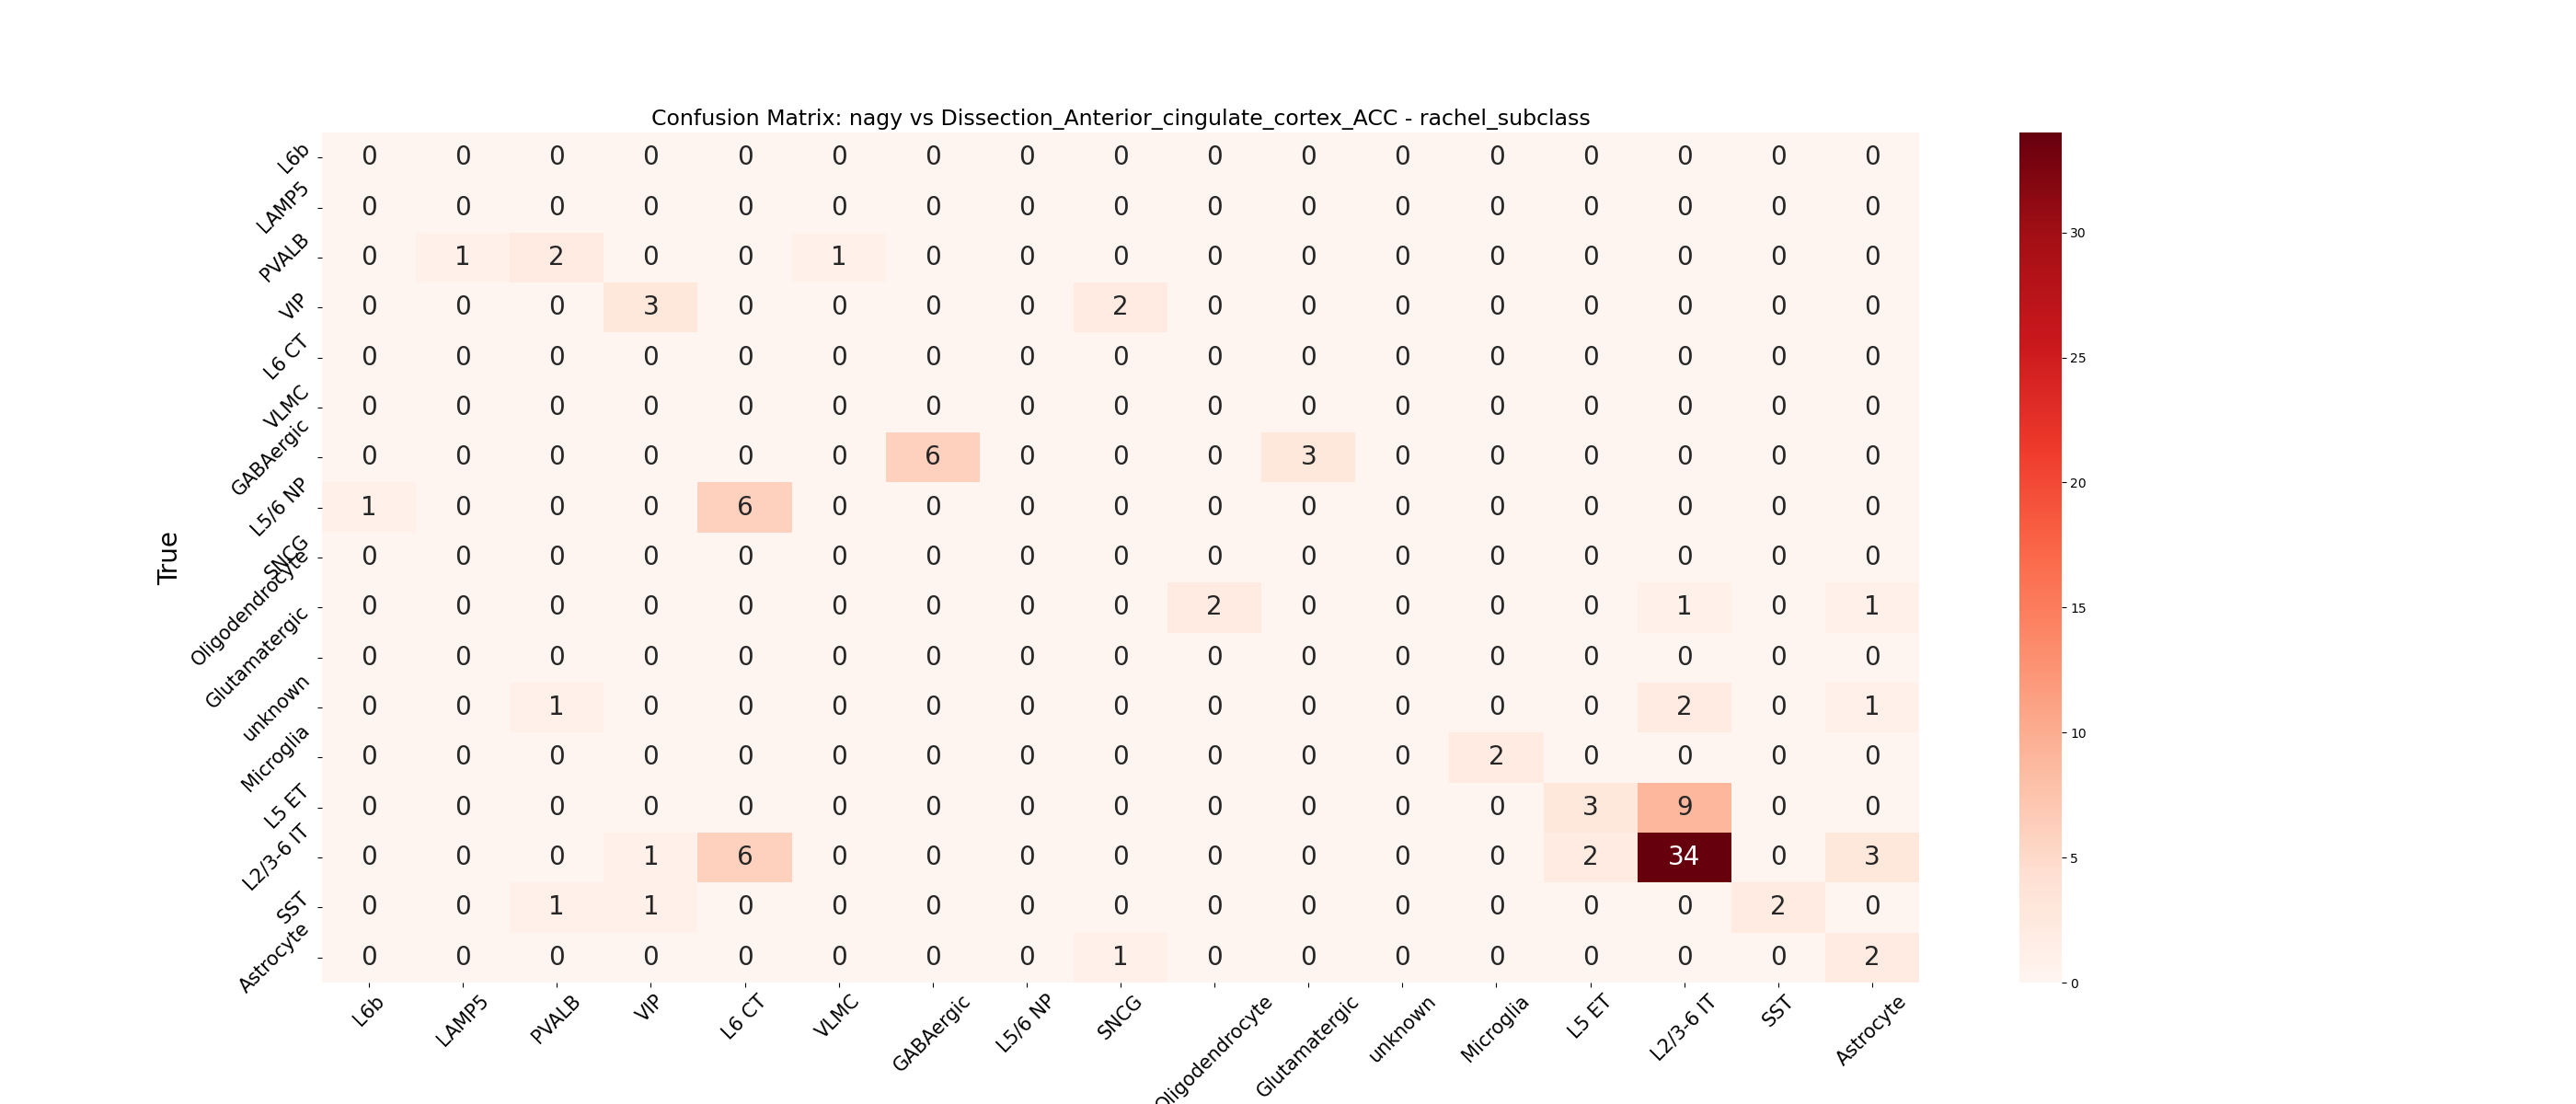 Confusion Matrix: nagy vs Dissection_Anterior_cingulate_cortex_ACC - rachel_subclass
True
L6b 0 0 0 0 0 0 0 0 0 0 0 0 0 0 0 0 0
LAMP5 0 0 0 0 0 0 0 0 0 0 0 0 0 0 0 0 0
PVALB 0 1 2 0 0 1 0 0 0 0 0 0 0 0 0 0 0
VIP 0 0 0 3 0 0 0 0 2 0 0 0 0 0 0 0 0
L6 CT 0 0 0 0 0 0 0 0 0 0 0 0 0 0 0 0 0
VLMC 0 0 0 0 0 0 0 0 0 0 0 0 0 0 0 0 0
GABAergic 0 0 0 0 0 0 6 0 0 0 3 0 0 0 0 0 0
L5/6 NP 1 0 0 0 6 0 0 0 0 0 0 0 0 0 0 0 0
SNCG 0 0 0 0 0 0 0 0 0 0 0 0 0 0 0 0 0
Oligodendrocyte 0 0 0 0 0 0 0 0 0 2 0 0 0 0 1 0 1
Glutamatergic 0 0 0 0 0 0 0 0 0 0 0 0 0 0 0 0 0
unknown 0 0 1 0 0 0 0 0 0 0 0 0 0 0 2 0 1
Microglia 0 0 0 0 0 0 0 0 0 0 0 0 2 0 0 0 0
L5 ET 0 0 0 0 0 0 0 0 0 0 0 0 0 3 9 0 0
L2/3-6 IT 0 0 0 1 6 0 0 0 0 0 0 0 0 2 34 0 3
SST 0 0 1 1 0 0 0 0 0 0 0 0 0 0 0 2 0
Astrocyte 0 0 0 0 0 0 0 0 1 0 0 0 0 0 0 0 2
L6b LAMP5 PVALB VIP L6 CT VLMC GABAergic L5/6 NP SNCG Oligodendrocyte Glutamatergic unknown Microglia L5 ET L2/3-6 IT SST Astrocyte
30
25
20
15
10
5
0